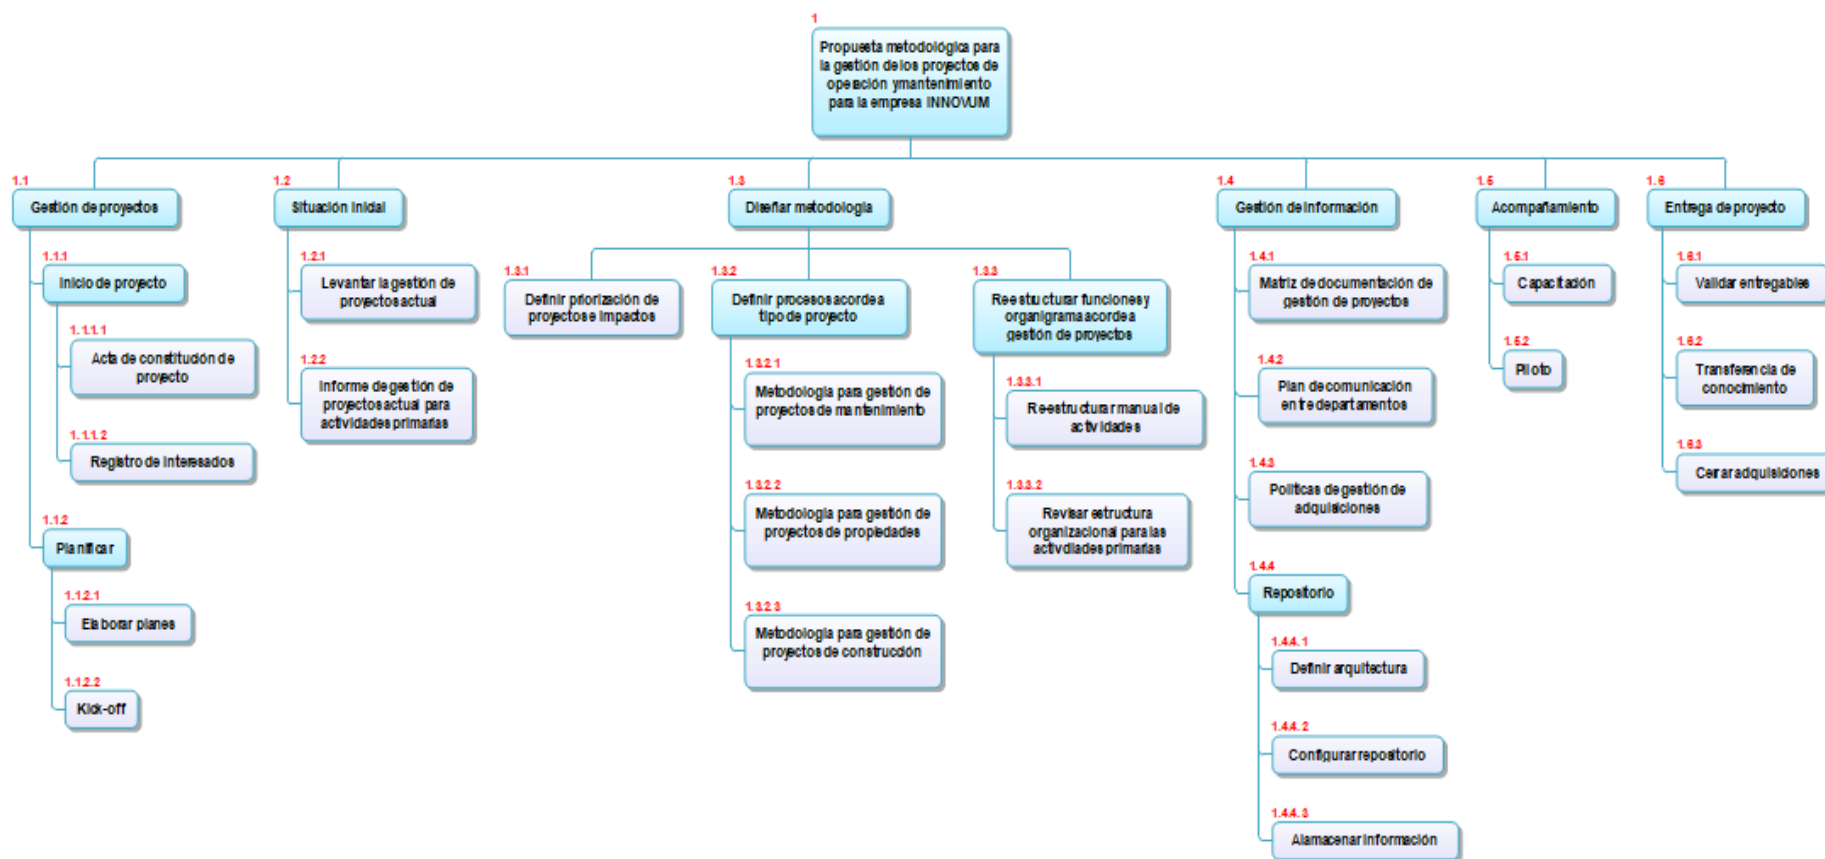 1
Propuesta metodológica para
la gestión de los proyectos de
operación ymantenimiento
para la empresa INNOVUM
1.1
Gestión de proyectos
1.1.1
Inicio de proyecto
1.1.1.1
Acta de constitución de
proyecto
1.1.1.2
Registro de interesados
1.1.2
Planificar
1.1.2.1
Elaborar planes
1.1.2.2
Kick-off
1.2
Situación inicial
1.2.1
Levantar la gestión de
proyectos actual
1.2.2
Informe de gestión de
proyectos actual para
actividades primarias
1.3
Diseñar metodología
1.3.1
Definir priorización de
proyectos e impactos
1.3.2
Definir procesos acorde a
tipo de proyecto
1.3.2.1
Metodología para gestión de
proyectos de mantenimiento
1.3.2.2
Metodología para gestión de
proyectos de propiedades
1.3.2.3
Metodología para gestión de
proyectos de construcción
1.3.3
Reestructurar funciones y
organigrama acorde a
gestión de proyectos
1.3.3.1
Reestructurar manual de
actividades
1.3.3.2
Revisar estructura
organizacional para las
activdiades primarias
1.4
Gestión de información
1.4.1
Matriz de documentación de
gestión de proyectos
1.4.2
Plan de comunicación
entre departamentos
1.4.3
Políticas de gestión de
adquisiciones
1.4.4
Repositorio
1.4.4.1
Definir arquitectura
1.4.4.2
Configurar repositorio
1.4.4.3
Alamacenar información
1.5
Acompañamiento
1.5.1
Capacitación
1.5.2
Piloto
1.6
Entrega de proyecto
1.6.1
Validar entregables
1.6.2
Transferencia de
conocimiento
1.6.3
Cerrar adquisiciones